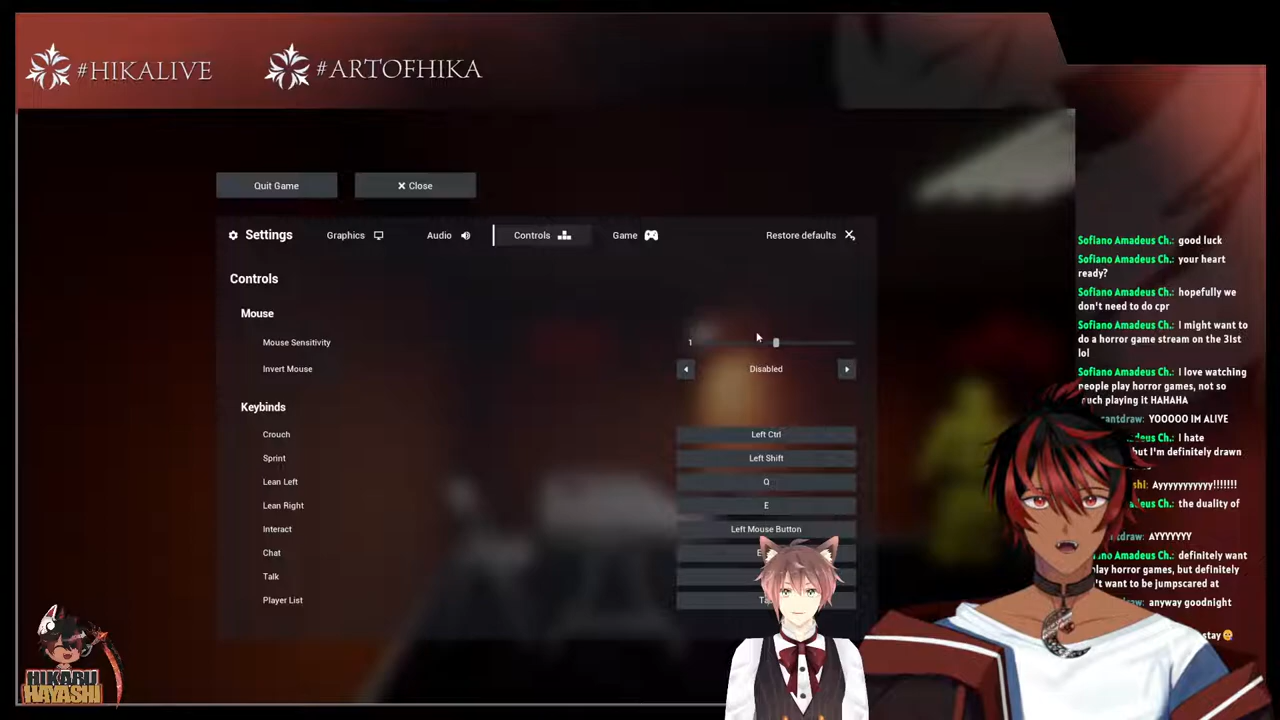 #HIKALIVE
#ARTOFHIKA
Quit Game
Close
Settings
Graphics
Audio
Controls
Game
Restore defaults
Controls
Mouse
Mouse Sensitivity
1
Invert Mouse
Disabled
Keybinds
Crouch
Left Ctrl
Sprint
Left Shift
Lean Left
Q
Lean Right
E
Interact
Left Mouse Button
Chat
Talk
Player List
Sofiano Amadeus Ch.: good luck
Sofiano Amadeus Ch.: your heart
ready?
Sofiano Amadeus Ch.: hopefully we
don't need to do cpr
Sofiano Amadeus Ch.: I might want to
do a horror game stream on the 31st
lol
Sofiano Amadeus Ch.: I love watching
people play horror games, not so
much playing it HAHAHA
YOOOOO IM ALIVE
Ch.: I hate
but I'm definitely drawn
Ayyyyyyyyyy!!!!!!!
Ch.: the duality of
AYYYYYY
Amadeus Ch.: definitely want
play horror games, but definitely
want to be jumpscared at
anyway goodnight
stay
HIKARU
HAYASHI